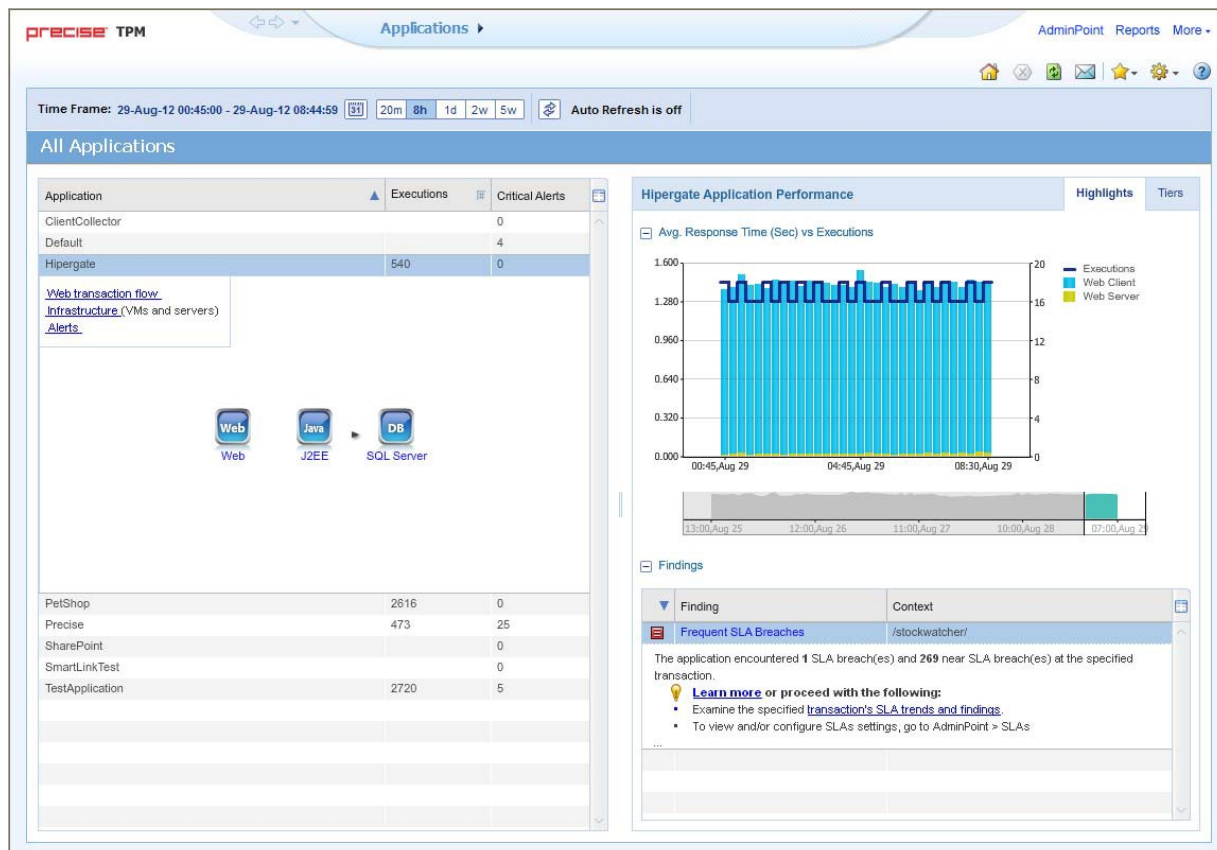 precise TPM
Applications
AdminPoint Reports More
Time Frame: 29-Aug-12 00:45:00 - 29-Aug-12 08:44:59 31 20m 8h 1d 2w 5w Auto Refresh is off
All Applications
Application Executions Critical Alerts
ClientCollector 0
Default 4
Hipergate 540 0
Web transaction flow
Infrastructure (VMs and servers)
Alerts
Web Java DB
Web J2EE SQL Server
PetShop 2616 0
Precise 473 25
SharePoint 0
SmartLinkTest 0
TestApplication 2720 5
Hipergate Application Performance Highlights Tiers
Avg. Response Time (Sec) vs Executions
1.600 20
1.280 16
0.960 12
0.640 8
0.320 4
0.000 0
00:45,Aug 29 04:45,Aug 29 08:30,Aug 29
Executions
Web Client
Web Server
13:00,Aug 25 12:00,Aug 26 11:00,Aug 27 10:00,Aug 28 07:00,Aug 29
Findings
Finding Context
Frequent SLA Breaches /stockwatcher/
The application encountered 1 SLA breach(es) and 269 near SLA breach(es) at the specified
transaction.
Learn more or proceed with the following:
Examine the specified transaction's SLA trends and findings.
To view and/or configure SLAs settings, go to AdminPoint > SLAs
...